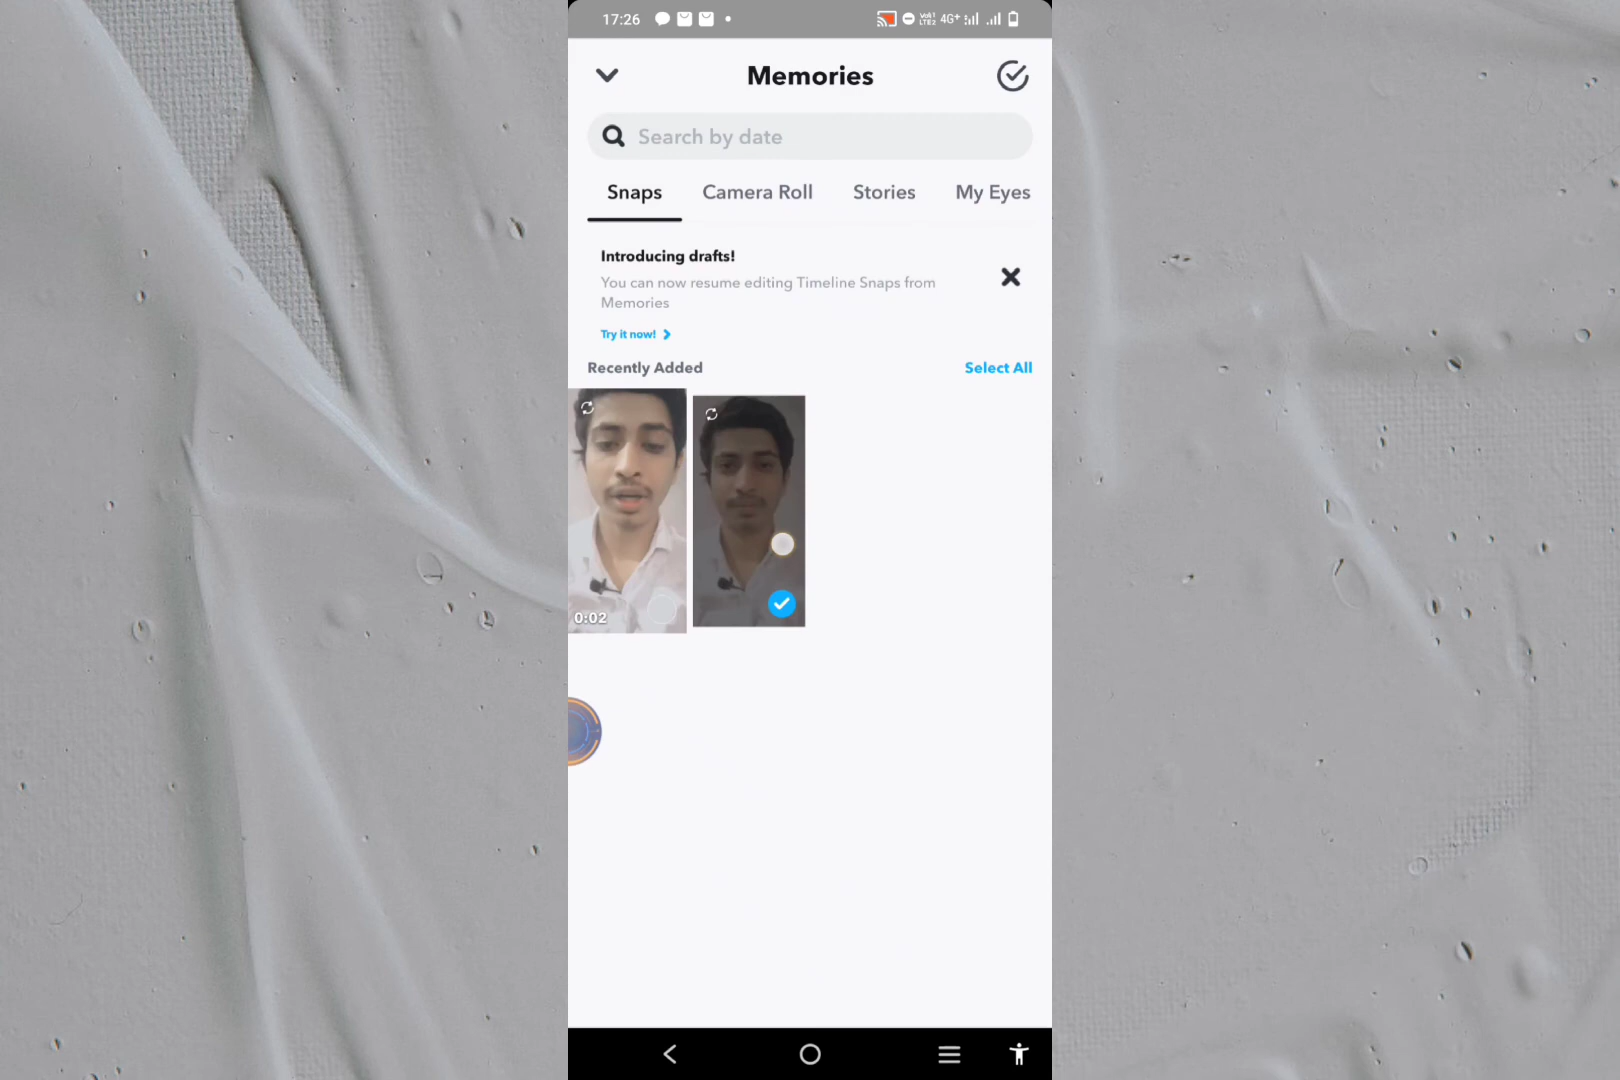 17:26
4G+
Memories
Search by date
Snaps Camera Roll Stories My Eyes
Introducing drafts!
You can now resume editing Timeline Snaps from
Memories
Try it now!
Recently Added Select All
0:02